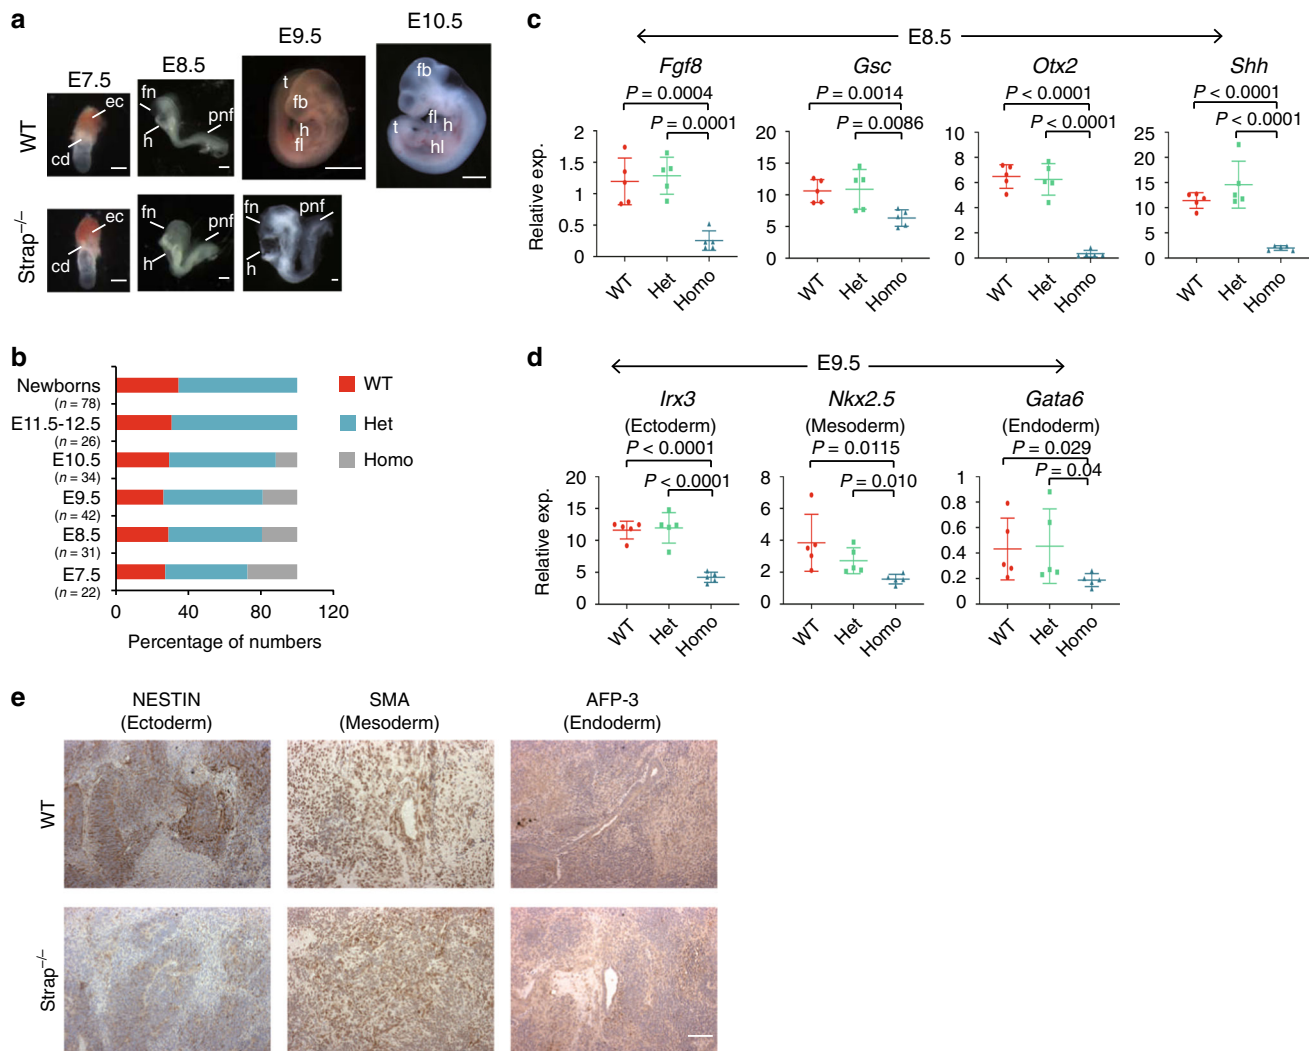 a
E7.5
E8.5
E9.5
E10.5
WT
ec
cd
fn
pnf
h
t
fb
h
fl
fb
fl
h
t
hl
Strap–/–
ec
cd
fn
pnf
h
fn
pnf
h
b
Newborns
(n = 78)
E11.5-12.5
(n = 26)
E10.5
(n = 34)
E9.5
(n = 42)
E8.5
(n = 31)
E7.5
(n = 22)
0 40 80 120
Percentage of numbers
WT
Het
Homo
c
E8.5
Fgf8
P = 0.0004
P = 0.0001
Relative exp.
2
1.5
1
0.5
0
WT Het Homo
Gsc
P = 0.0014
P = 0.0086
20
15
10
5
0
WT Het Homo
Otx2
P < 0.0001
P < 0.0001
10
8
6
4
2
0
WT Het Homo
Shh
P < 0.0001
P < 0.0001
25
20
15
10
5
0
WT Het Homo
d
E9.5
Irx3
(Ectoderm)
P < 0.0001
P < 0.0001
Relative exp.
20
15
10
5
0
WT Het Homo
Nkx2.5
(Mesoderm)
P = 0.0115
P = 0.010
8
6
4
2
0
WT Het Homo
Gata6
(Endoderm)
P = 0.029
P = 0.04
1
0.8
0.6
0.4
0.2
0
WT Het Homo
e
NESTIN
(Ectoderm)
SMA
(Mesoderm)
AFP-3
(Endoderm)
WT
Strap–/–